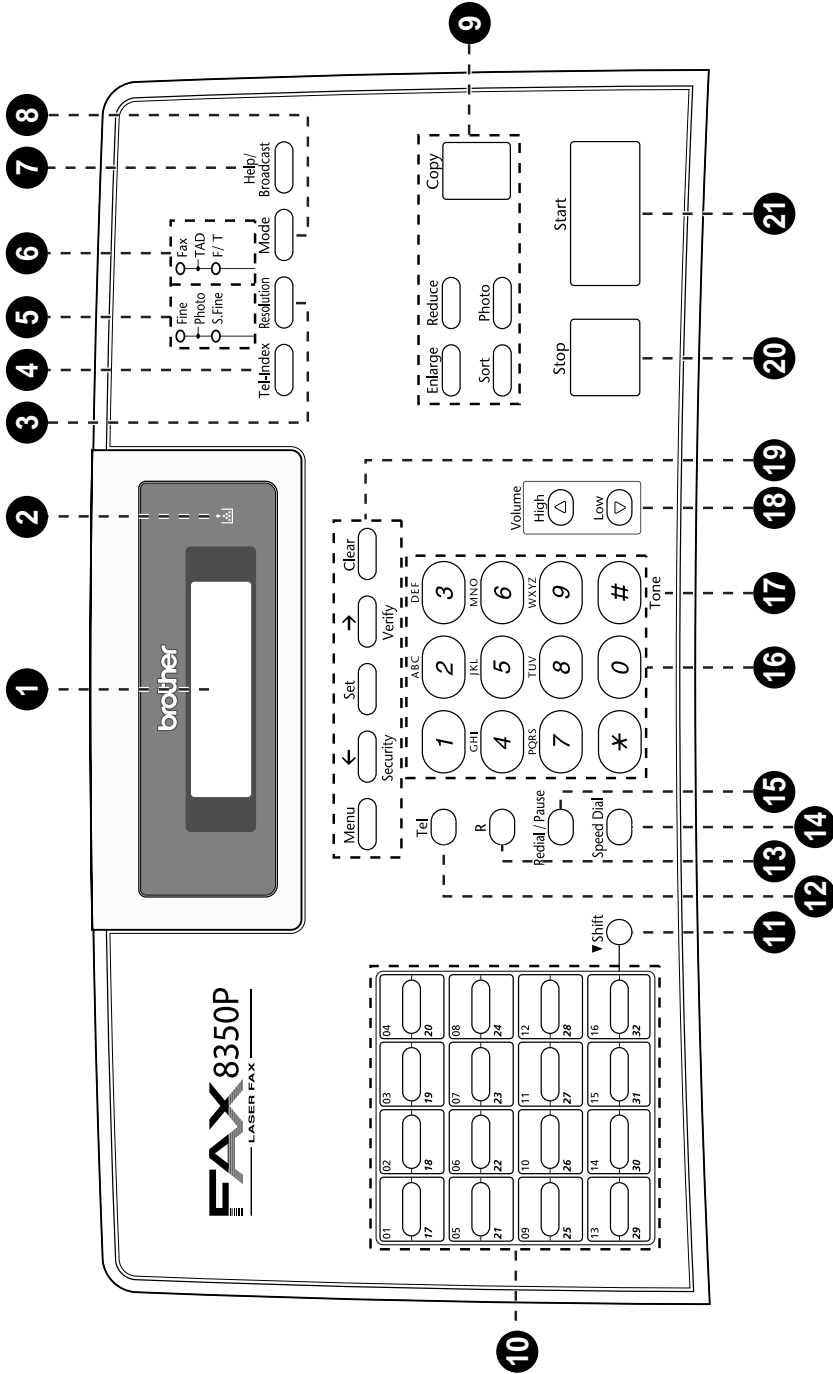 1
2
3
4
5
6
7
8
9
brother
Fine
Photo
S.Fine
Fax
TAD
F/T
Tel-Index
Resolution
Mode
Help/
Broadcast
FAX 8350P
LASER FAX
Menu
←
Security
Set
→
Verify
Clear
Enlarge
Reduce
Sort
Photo
Copy
01 02 03 04
17 18 19 20
05 06 07 08
21 22 23 24
09 10 11 12
25 26 27 28
13 14 15 16
29 30 31 32
▼Shift
Tel
R
Redial / Pause
Speed Dial
ABC DEF
1 2 3
GHI JKL MNO
4 5 6
PQRS TUV WXYZ
7 8 9
* 0 #
Tone
Volume
High
Low
Stop
Start
10
11
12
13
14
15
16
17
18
19
20
21